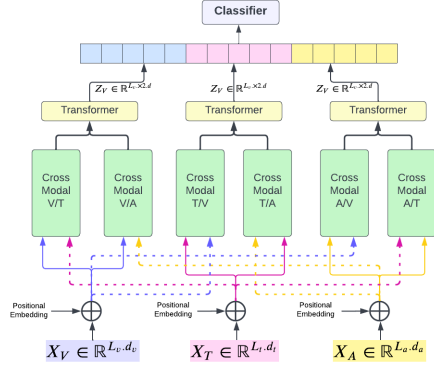 Classifier
Z_V ∈ ℝ^{L_v×2.d} Z_V ∈ ℝ^{L_v×2.d} Z_V ∈ ℝ^{L_v×2.d}
Transformer Transformer Transformer
Cross Modal V/T
Cross Modal V/A
Cross Modal T/V
Cross Modal T/A
Cross Modal A/V
Cross Modal A/T
Positional Embedding
Positional Embedding
Positional Embedding
X_V ∈ ℝ^{L_v.d_v} X_T ∈ ℝ^{L_t.d_t} X_A ∈ ℝ^{L_a.d_a}